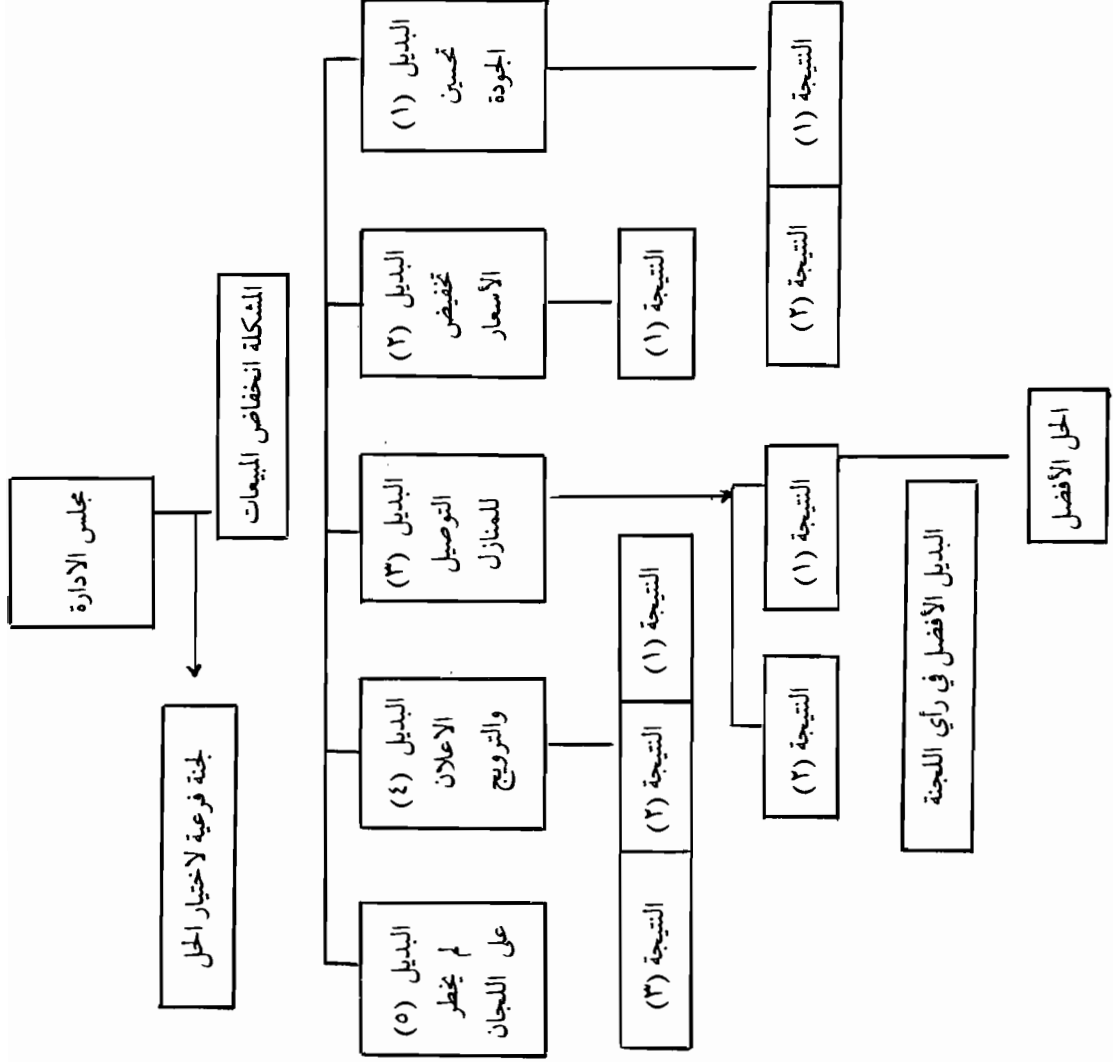 مجلس الادارة
المشكلة انخفاض المبيعات
لجنة فرعية لاختيار الحل
البديل (١)
تحسين
الجودة
البديل (٢)
تخفيض
الأسعار
البديل (٣)
التوصيل
للمنازل
البديل (٤)
الاعلان
والترويج
البديل (٥)
لم يخطر
على اللجان
النتيجة (١)
النتيجة (٢)
النتيجة (١)
النتيجة (١)
النتيجة (٢)
النتيجة (١)
النتيجة (٢)
النتيجة (٣)
البديل الأفضل في رأي اللجنة
الحل الأفضل